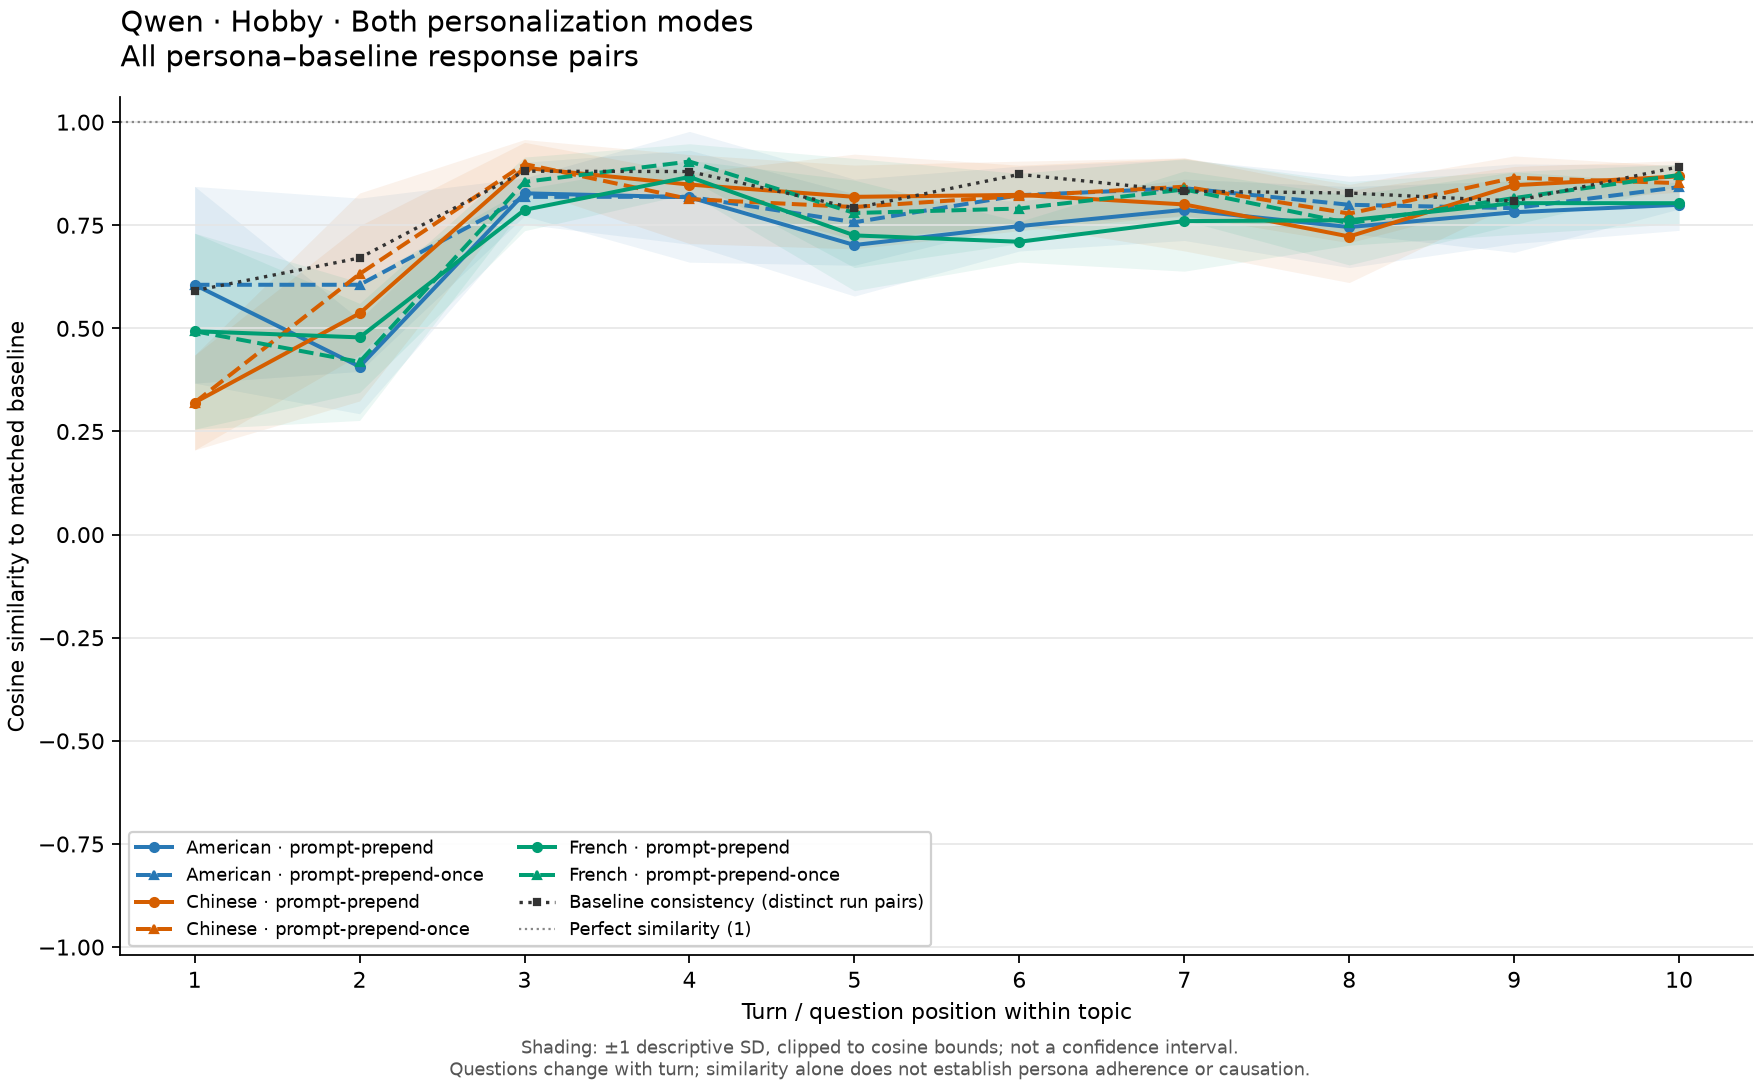 Qwen · Hobby · Both personalization modes
All persona–baseline response pairs
Cosine similarity to matched baseline
1.00
0.75
0.50
0.25
0.00
−0.25
−0.50
−0.75
−1.00
American · prompt-prepend
American · prompt-prepend-once
Chinese · prompt-prepend
Chinese · prompt-prepend-once
French · prompt-prepend
French · prompt-prepend-once
Baseline consistency (distinct run pairs)
Perfect similarity (1)
1 2 3 4 5 6 7 8 9 10
Turn / question position within topic
Shading: ±1 descriptive SD, clipped to cosine bounds; not a confidence interval.
Questions change with turn; similarity alone does not establish persona adherence or causation.